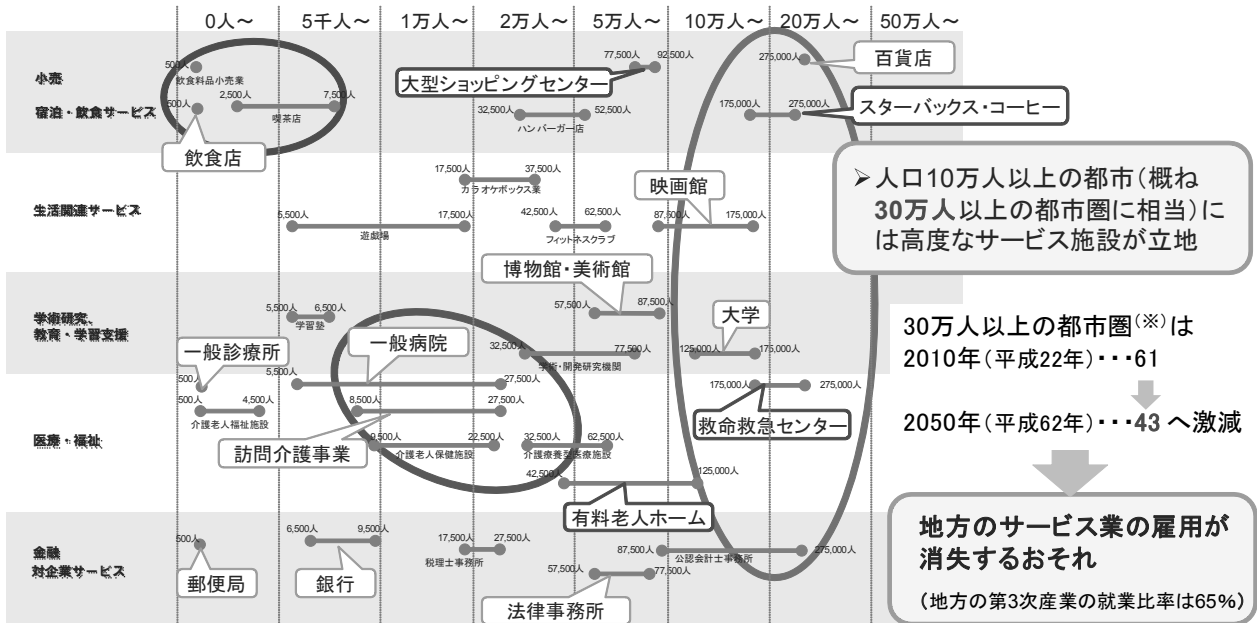 0人～ 5千人～ 1万人～ 2万人～ 5万人～ 10万人～ 20万人～ 50万人～
小売
500人
飲食料品小売業
77,500人 92,500人
大型ショッピングセンター
275,000人
百貨店
宿泊・飲食サービス
500人
飲食店
2,500人 7,500人
喫茶店
32,500人 52,500人
ハンバーガー店
175,000人 275,000人
スターバックス・コーヒー
生活関連サービス
17,500人 37,500人
カラオケボックス業
5,500人 17,500人
遊戯場
42,500人 62,500人
フィットネスクラブ
映画館
87,500人 175,000人
学術研究、
教育・学習支援
博物館・美術館
57,500人 87,500人
5,500人 6,500人
学習塾
大学
125,000人 175,000人
32,500人 77,500人
学術・開発研究機関
医療・福祉
一般診療所
500人
一般病院
5,500人 27,500人
175,000人 275,000人
救命救急センター
500人 4,500人
介護老人福祉施設
8,500人 27,500人
訪問介護事業
9,500人 22,500人
介護老人保健施設
32,500人 62,500人
介護療養型医療施設
42,500人 125,000人
有料老人ホーム
金融
対企業サービス
500人
郵便局
6,500人 9,500人
銀行
17,500人 27,500人
税理士事務所
87,500人 275,000人
公認会計士事務所
57,500人 77,500人
法律事務所
➢人口10万人以上の都市（概ね
30万人以上の都市圏に相当）に
は高度なサービス施設が立地
30万人以上の都市圏(※)は
2010年（平成22年）・・・61
2050年（平成62年）・・・43 へ激減
地方のサービス業の雇用が
消失するおそれ
（地方の第3次産業の就業比率は65%）